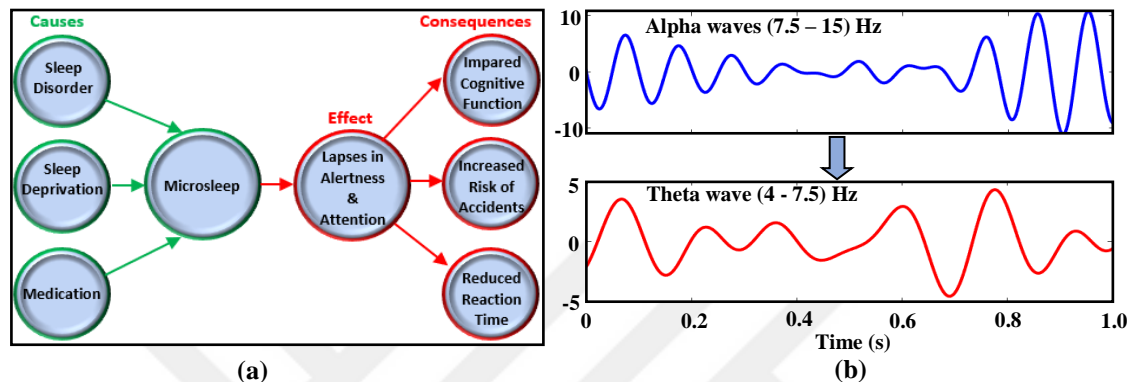 Causes
Consequences
Sleep
Disorder
Sleep
Deprivation
Medication
Microsleep
Effect
Lapses in
Alertness
&
Attention
Impared
Cognitive
Function
Increased
Risk of
Accidents
Reduced
Reaction
Time
(a)
Alpha waves (7.5 – 15) Hz
10
0
-10
Theta wave (4 - 7.5) Hz
5
0
-5
0 0.2 0.4 0.6 0.8 1.0
Time (s)
(b)